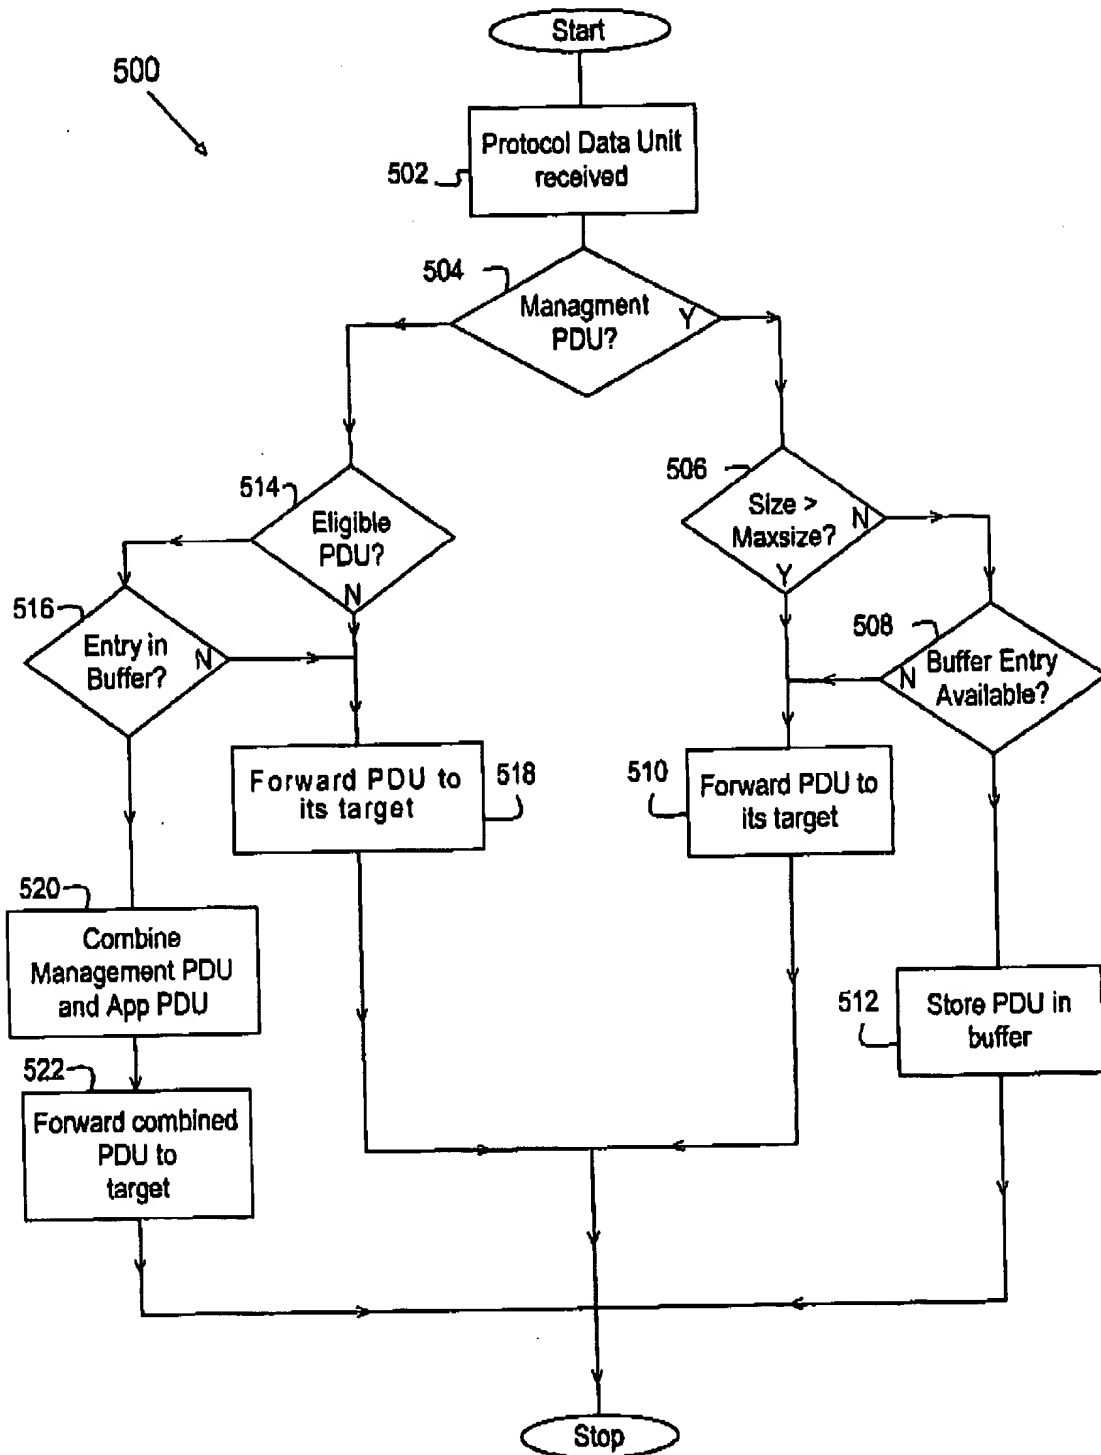 Start
500
Protocol Data Unit
received
502
504
Managment
PDU?
Y
506
Size >
Maxsize?
N
Y
514
Eligible
PDU?
N
516
Entry in
Buffer?
N
508
Buffer Entry
Available?
N
Forward PDU to
its target
518
510
Forward PDU to
its target
520
Combine
Management PDU
and App PDU
512
Store PDU in
buffer
522
Forward combined
PDU to
target
Stop